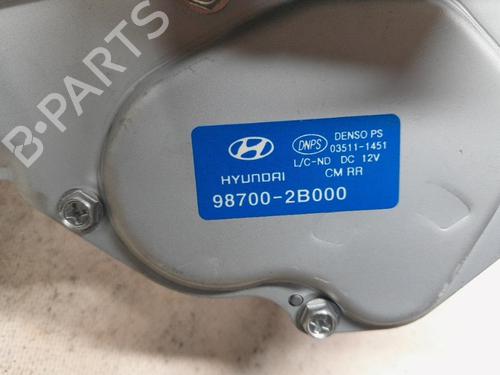 B-Parts
DNPS
DENSO PS
03511-1451
L/C-ND DC 12V
HYUNDAI
CM RR
98700-2B000